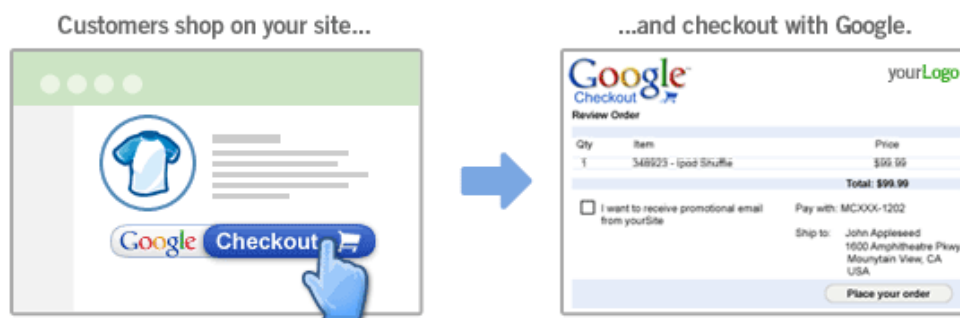 Customers shop on your site...
...and checkout with Google.
Google Checkout
Google
Checkout
yourLogo
Review Order
Qty Item Price
1 348923 - Ipod Shuffle $99.99
Total: $99.99
I want to receive promotional email
from yourSite
Pay with: MCXXX-1202
Ship to: John Appleseed
1600 Amphitheatre Pkwy
Mounytain View, CA
USA
Place your order